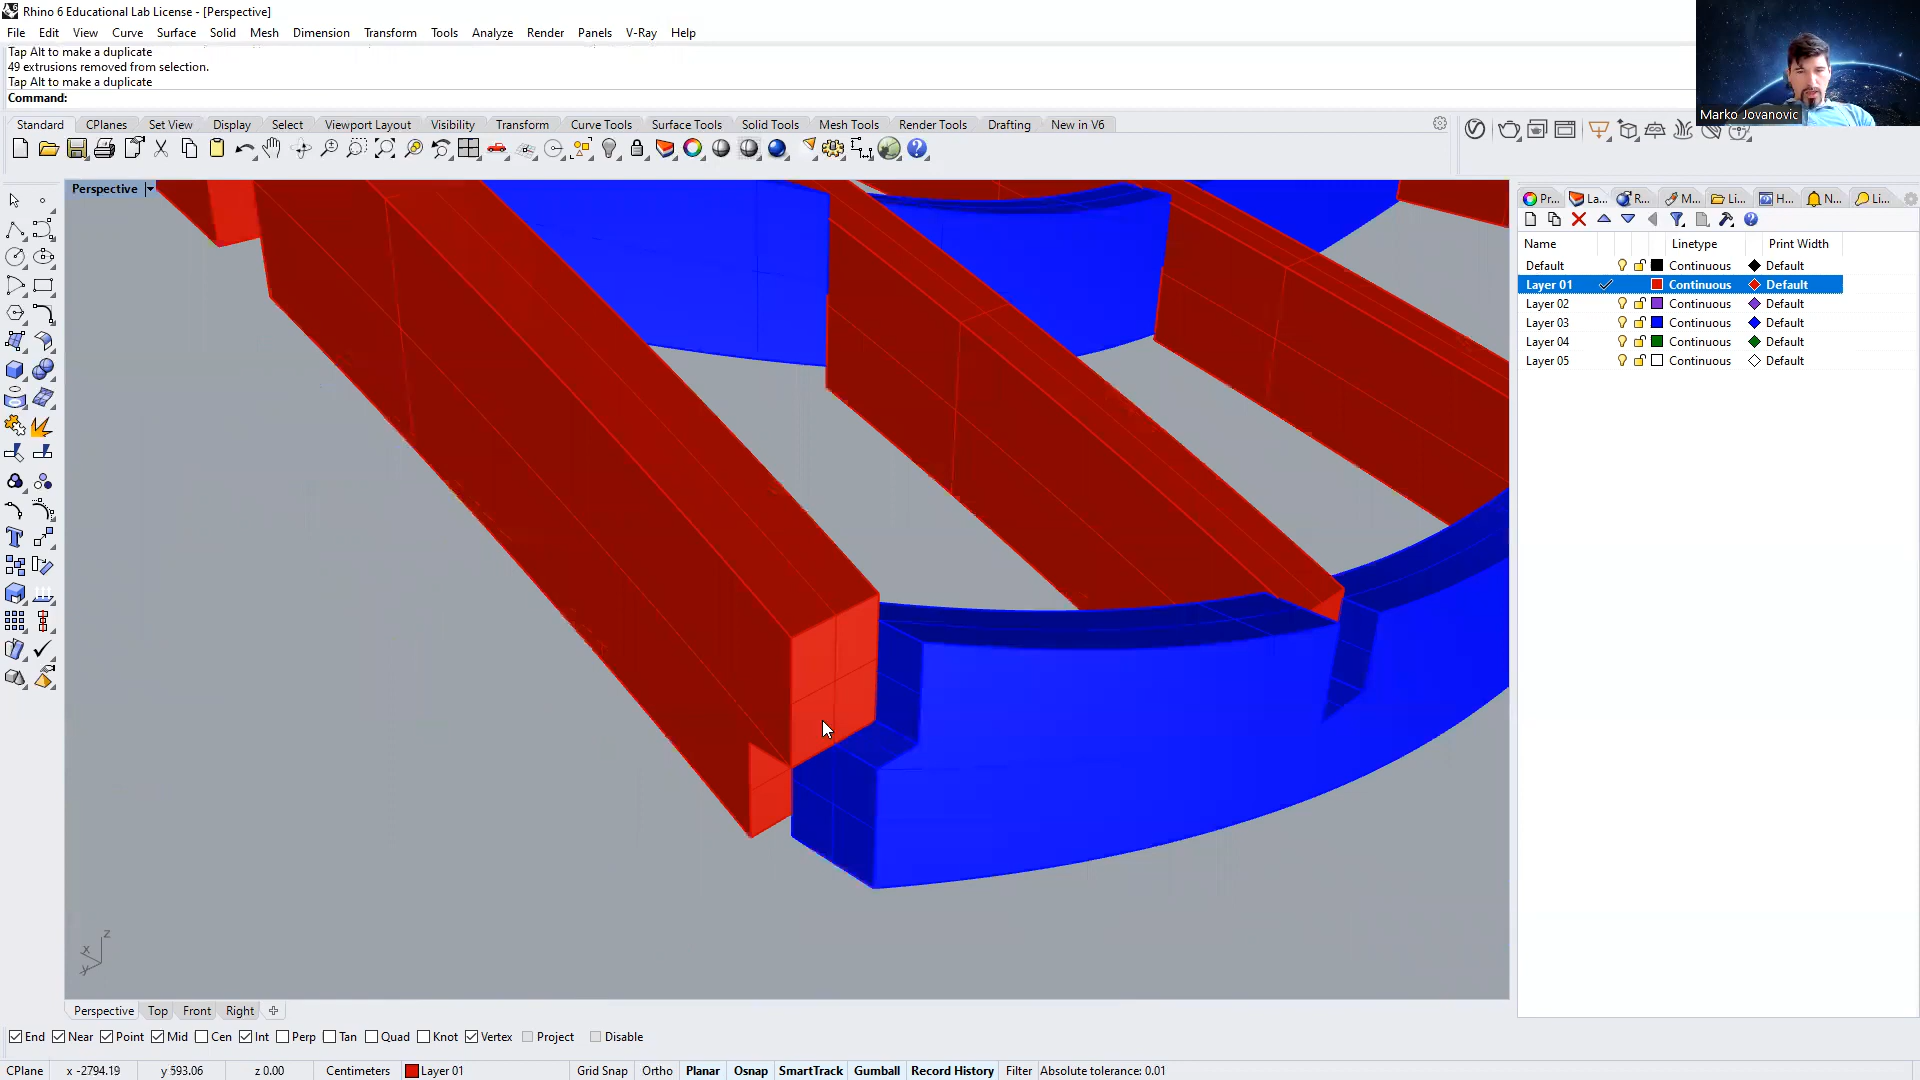 Rhino 6 Educational Lab License - [Perspective]
File Edit View Curve Surface Solid Mesh Dimension Transform Tools Analyze Render Panels V-Ray Help
Tap Alt to make a duplicate
49 extrusions removed from selection.
Tap Alt to make a duplicate
Command:
Marko Jovanovic
Standard CPlanes Set View Display Select Viewport Layout Visibility Transform Curve Tools Surface Tools Solid Tools Mesh Tools Render Tools Drafting New in V6
Perspective
Pr... La... R... M... Li... H... N... Li...
Name Linetype Print Width
Default Continuous Default
Layer 01 Continuous Default
Layer 02 Continuous Default
Layer 03 Continuous Default
Layer 04 Continuous Default
Layer 05 Continuous Default
z
x
y
Perspective Top Front Right
End Near Point Mid Cen Int Perp Tan Quad Knot Vertex Project Disable
CPlane x -2794.19 y 593.06 z 0.00 Centimeters Layer 01 Grid Snap Ortho Planar Osnap SmartTrack Gumball Record History Filter Absolute tolerance: 0.01